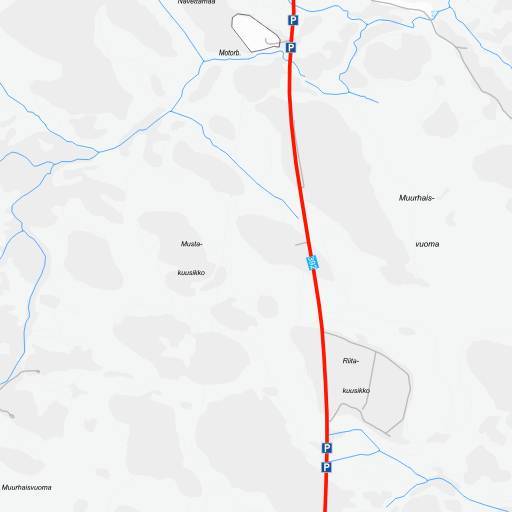 Navettamaa
P
P
Motorb.
Muurhais-
vuoma
Musta-
kuusikko
Riita-
kuusikko
P
P
Muurhaisvuoma